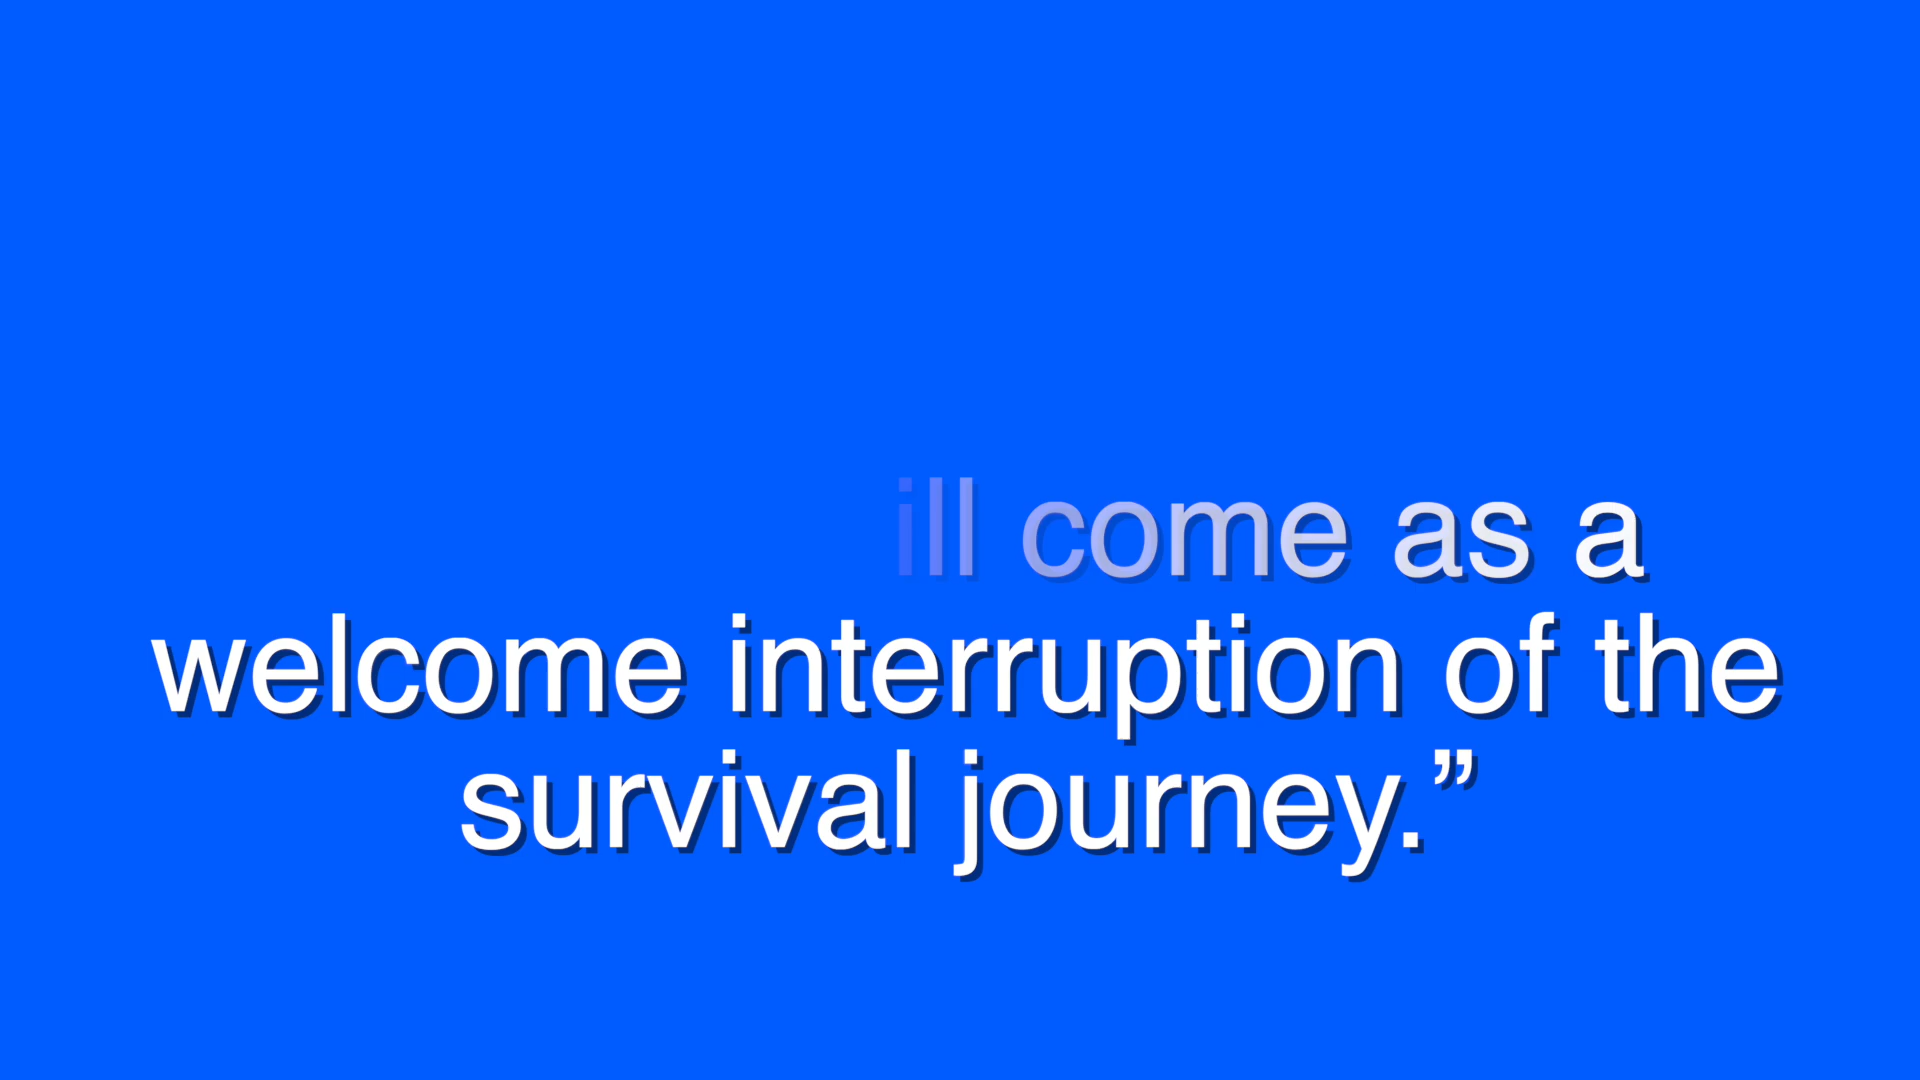 ill come as a
welcome interruption of the
survival journey.”